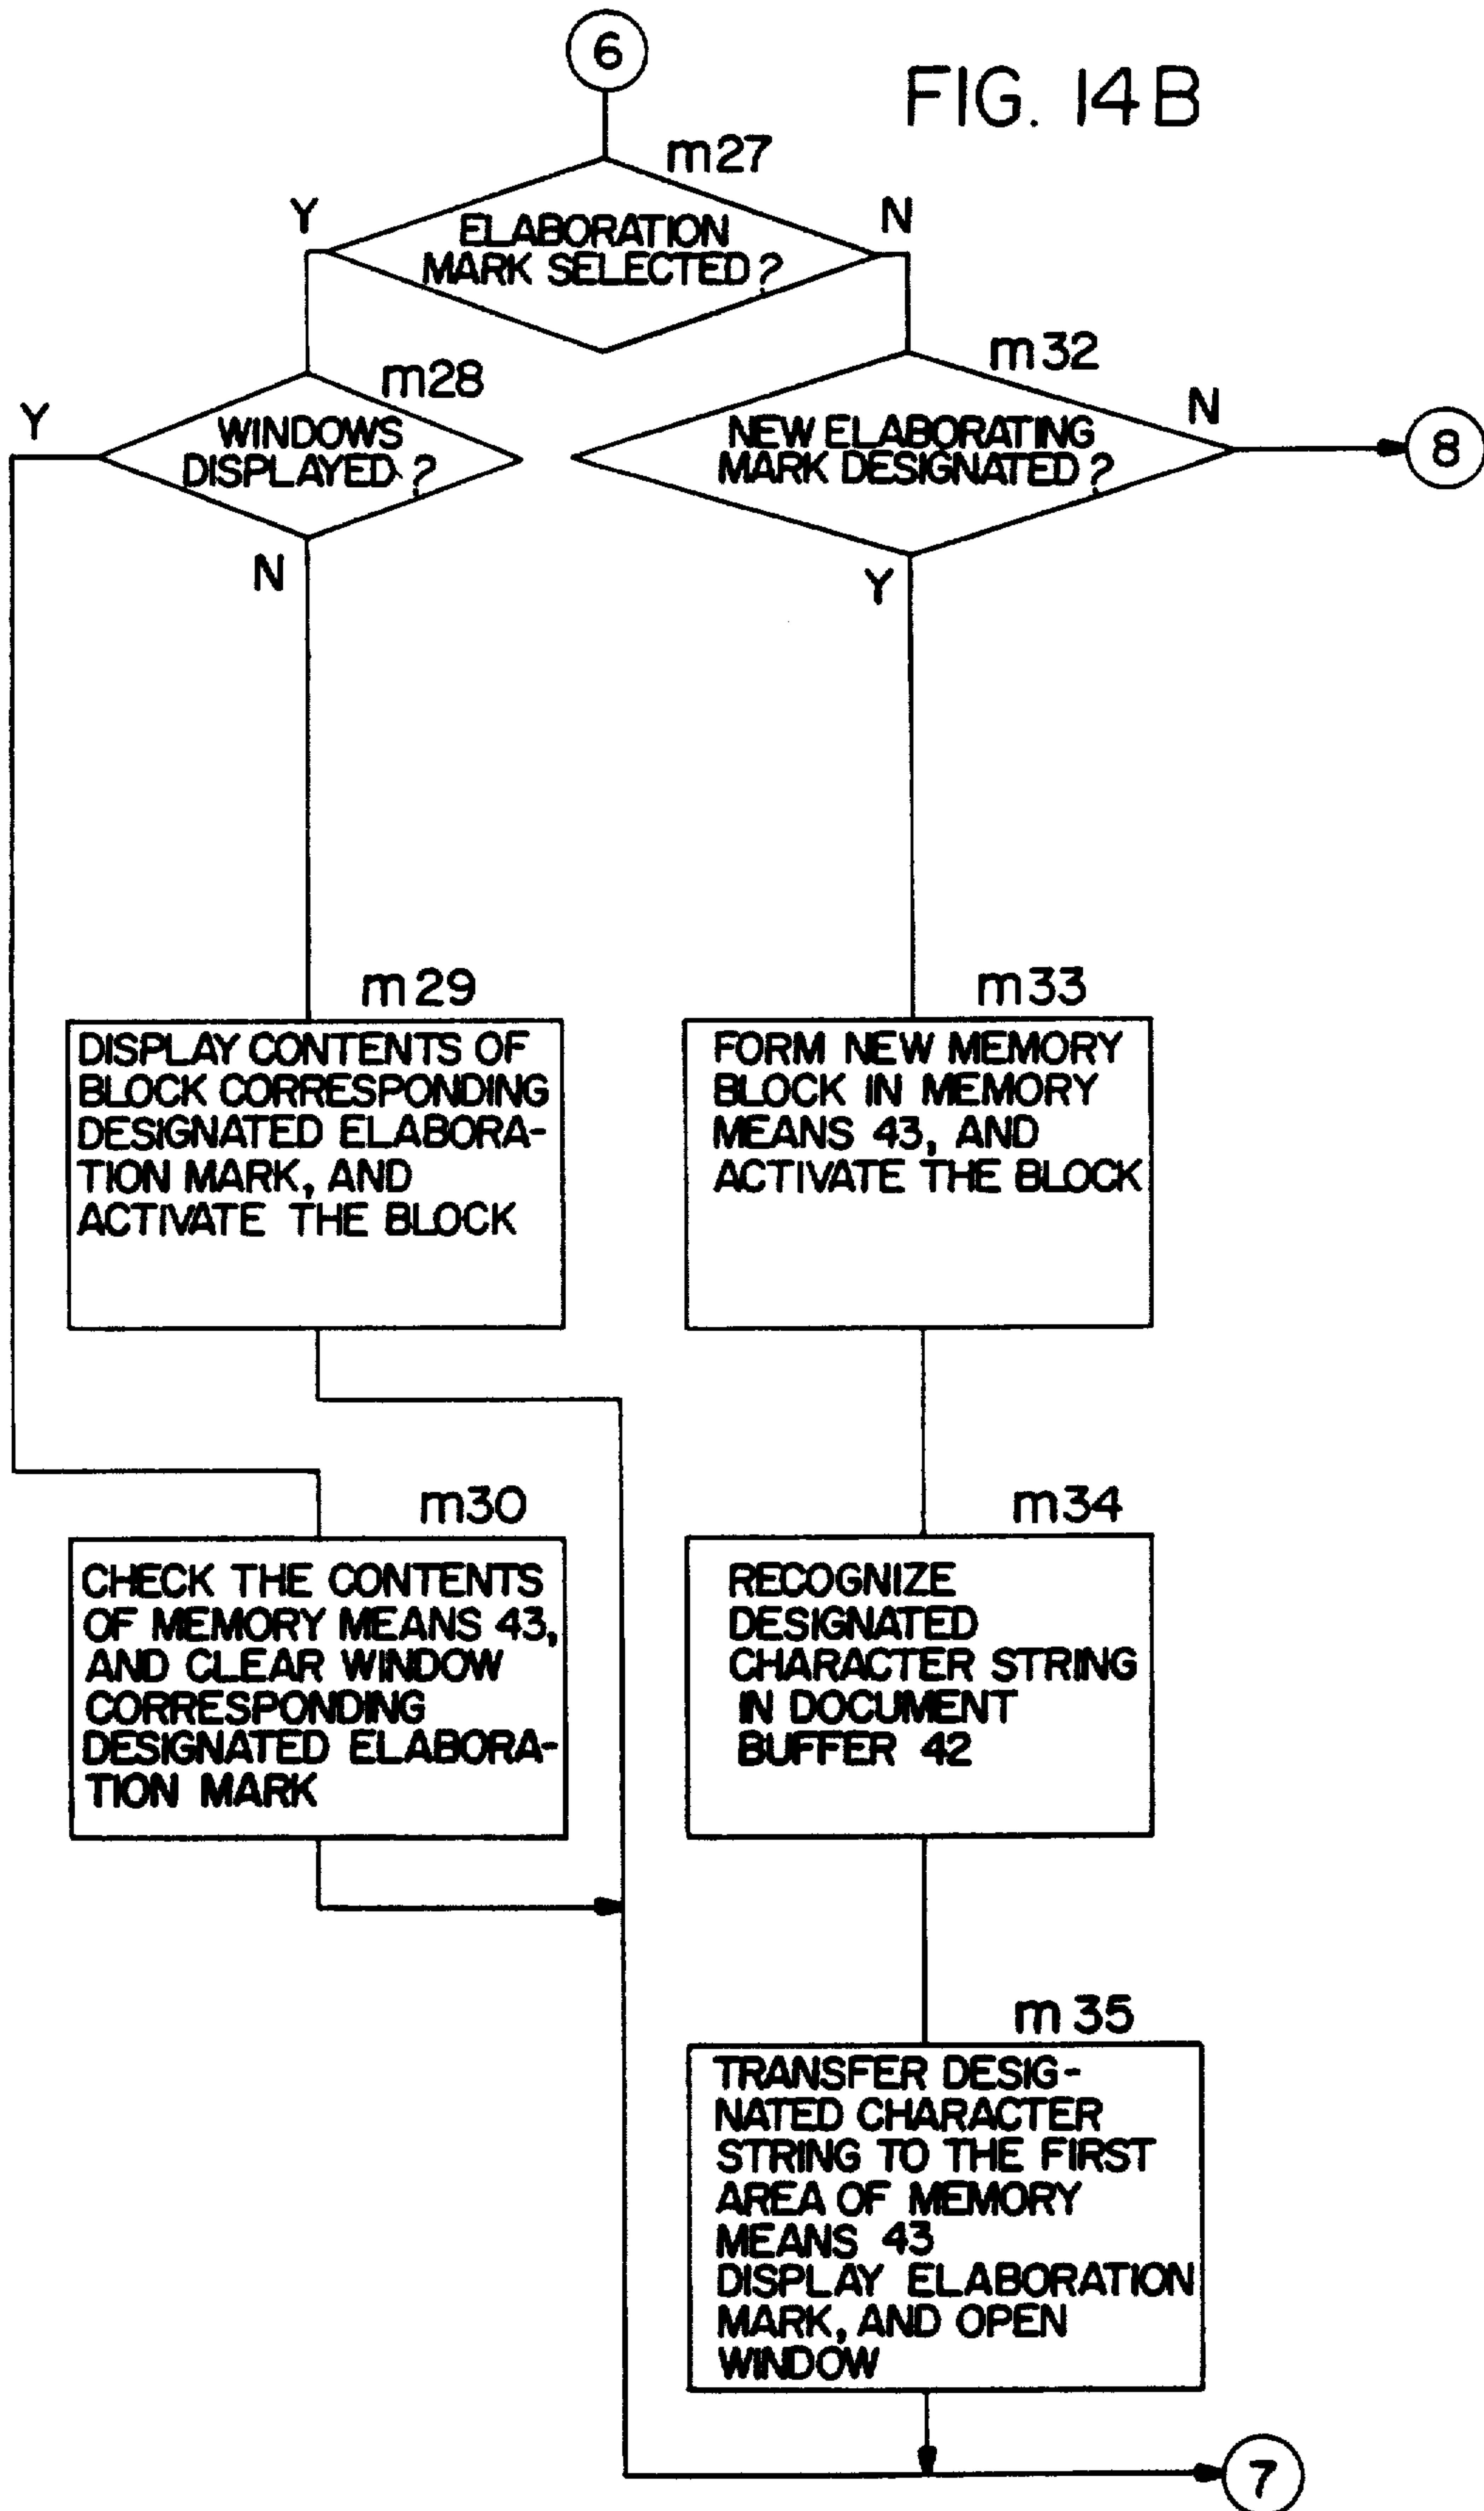 6
FIG. 14B
m27
Y
N
ELABORATION
MARK SELECTED?
m28
m32
Y
N
WINDOWS
DISPLAYED?
NEW ELABORATING
MARK DESIGNATED?
8
N
Y
m29
m33
DISPLAY CONTENTS OF
BLOCK CORRESPONDING
DESIGNATED ELABORA-
TION MARK, AND
ACTIVATE THE BLOCK
FORM NEW MEMORY
BLOCK IN MEMORY
MEANS 43, AND
ACTIVATE THE BLOCK
m30
m34
CHECK THE CONTENTS
OF MEMORY MEANS 43,
AND CLEAR WINDOW
CORRESPONDING
DESIGNATED ELABORA-
TION MARK
RECOGNIZE
DESIGNATED
CHARACTER STRING
IN DOCUMENT
BUFFER 42
m35
TRANSFER DESIG-
NATED CHARACTER
STRING TO THE FIRST
AREA OF MEMORY
MEANS 43
DISPLAY ELABORATION
MARK, AND OPEN
WINDOW
7